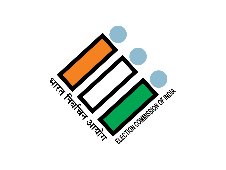 भारत निर्वाचन आयोग
ELECTION COMMISSION OF INDIA